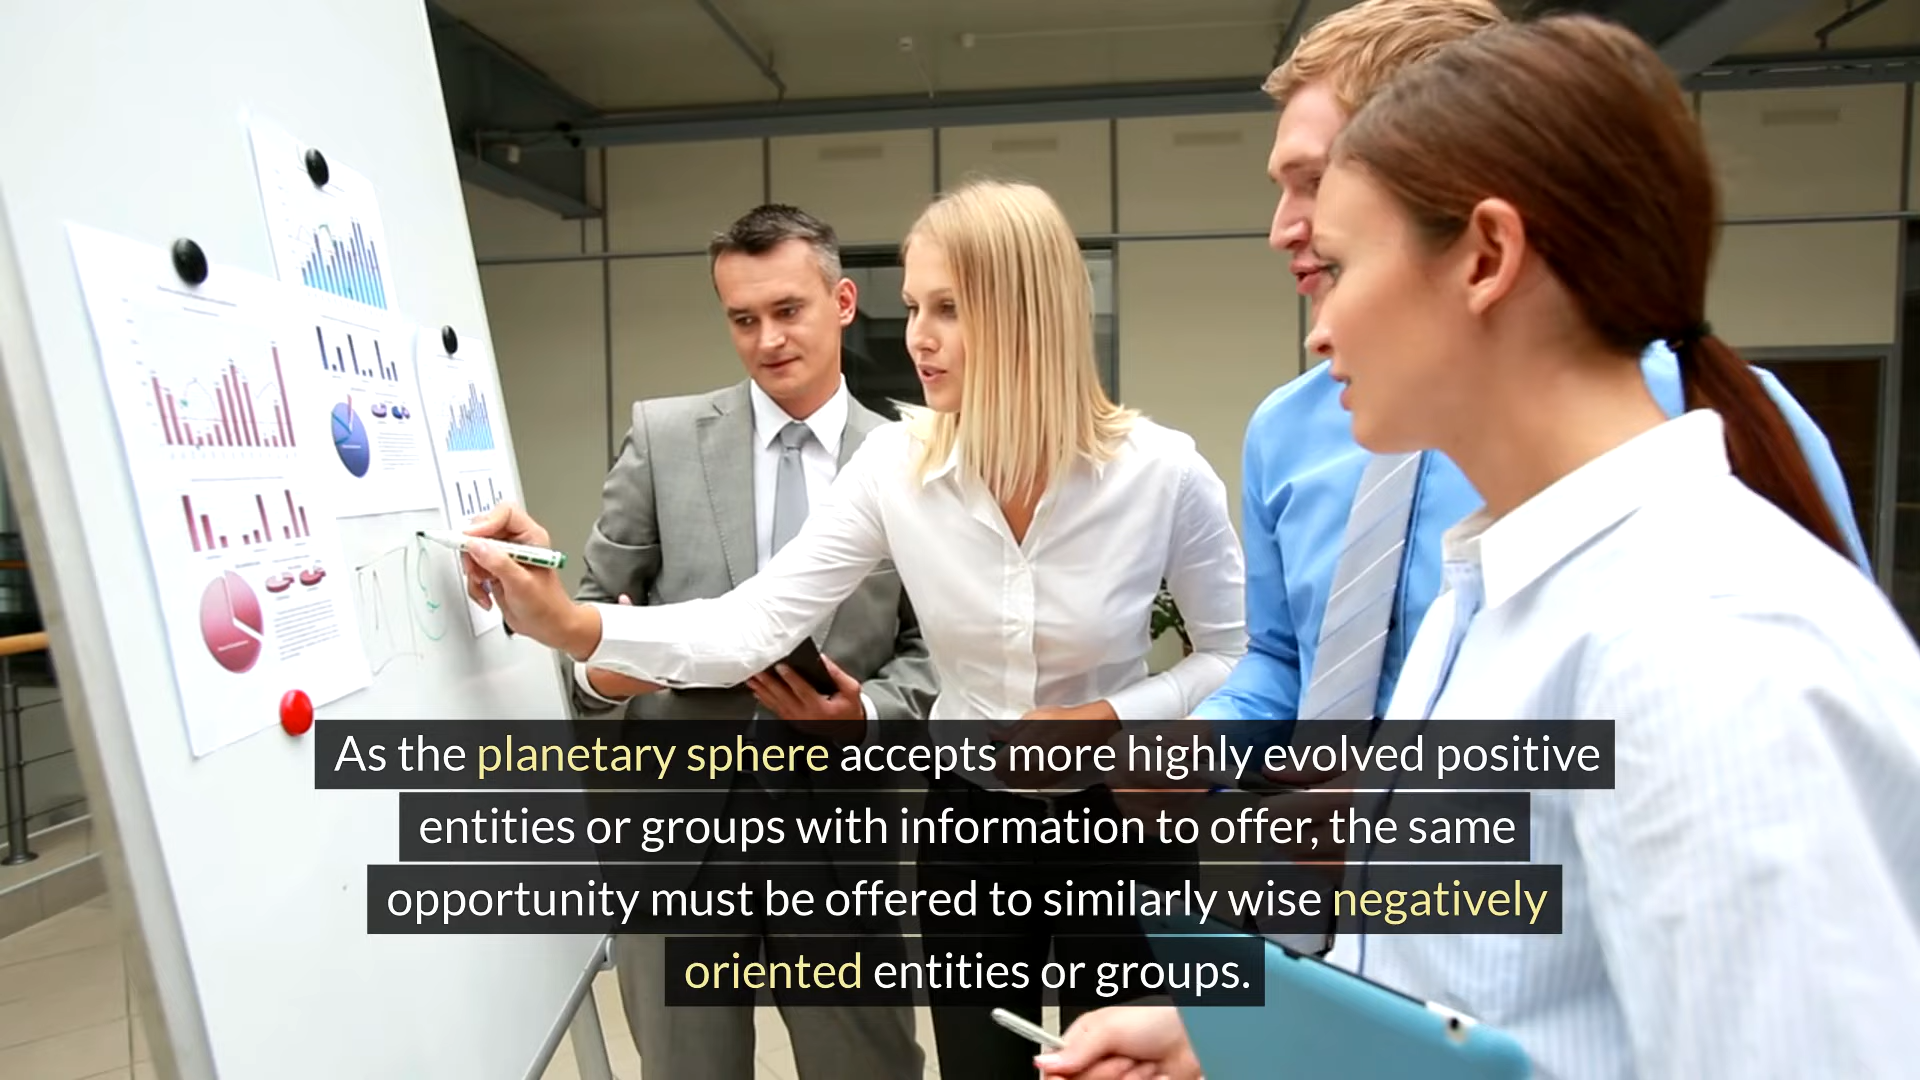 As the planetary sphere accepts more highly evolved positive
entities or groups with information to offer, the same
opportunity must be offered to similarly wise negatively
oriented entities or groups.